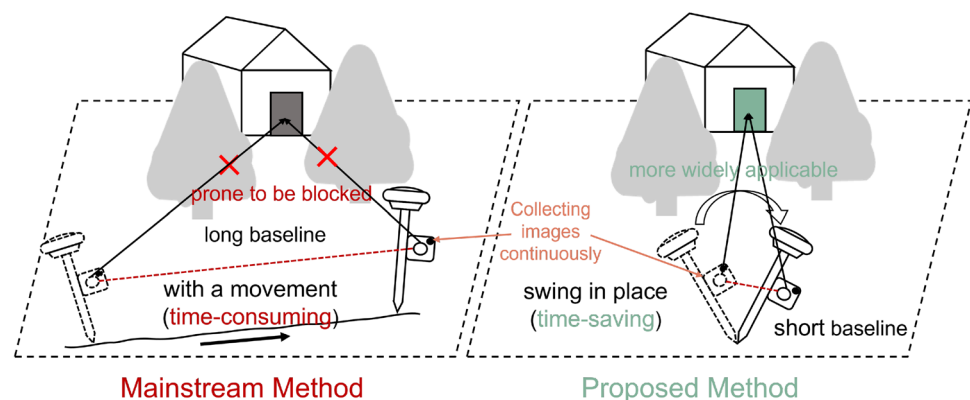 prone to be blocked
long baseline
with a movement
(time-consuming)
Mainstream Method
Collecting
images
continuously
more widely applicable
swing in place
(time-saving)
short baseline
Proposed Method